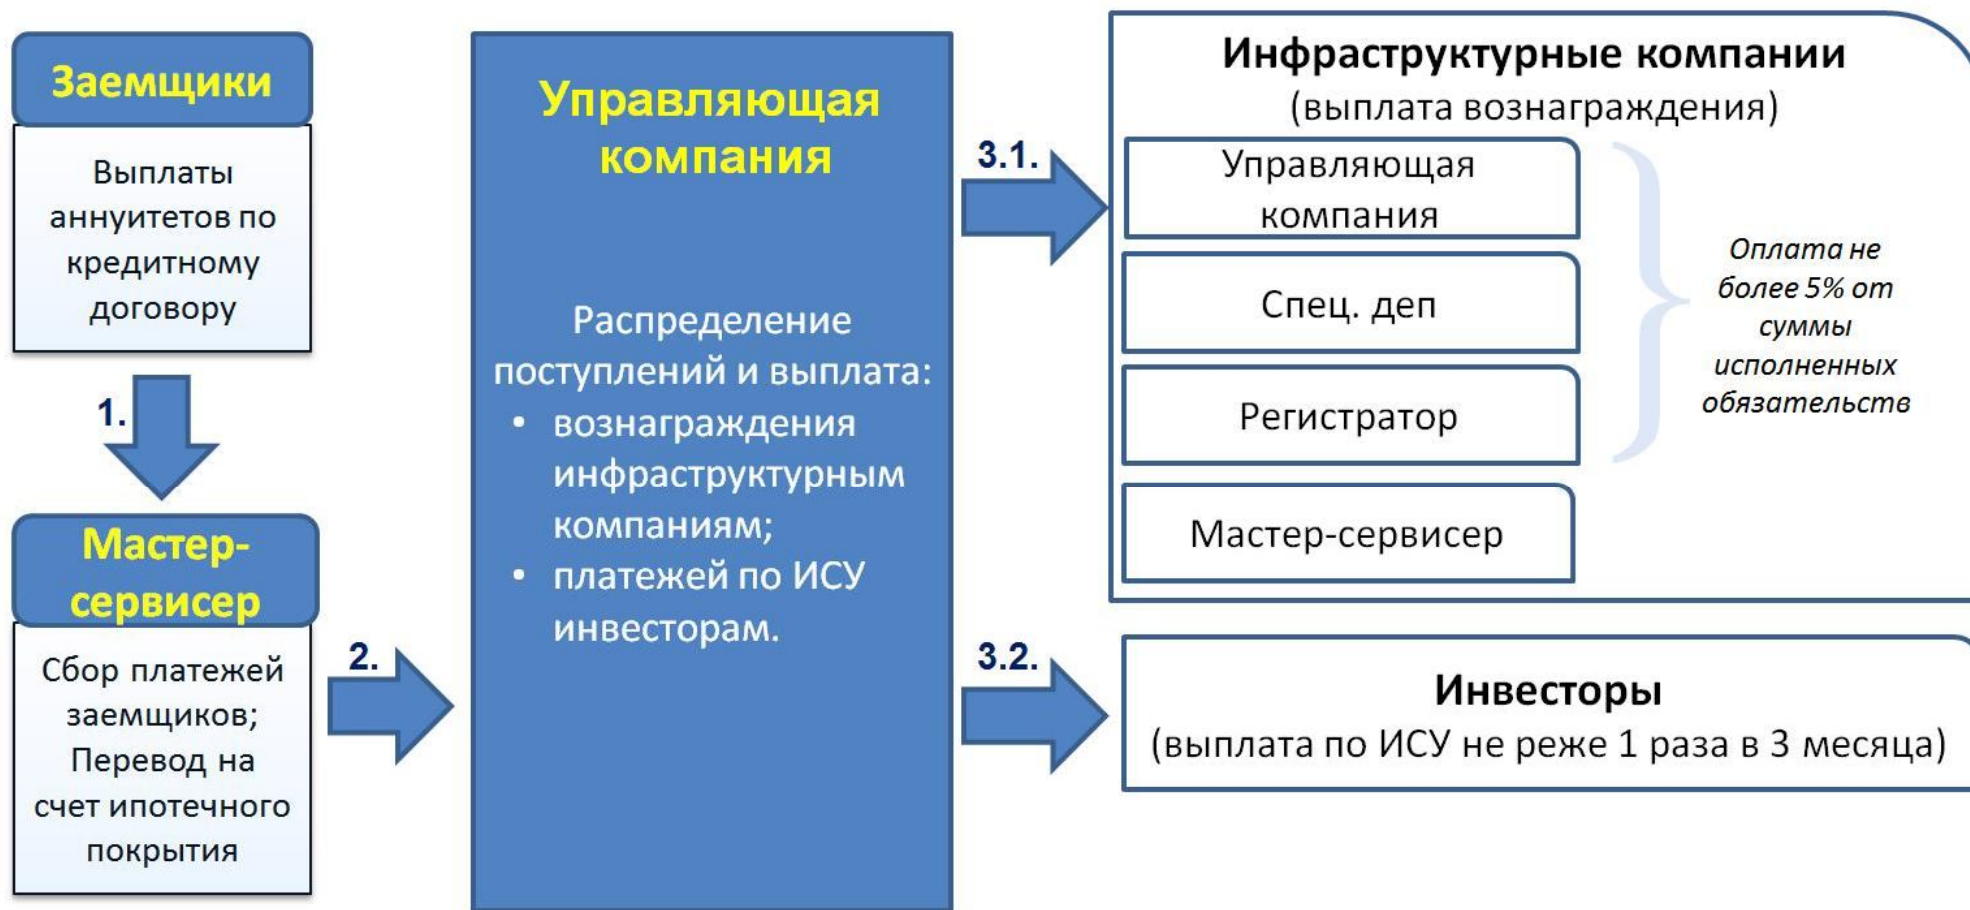 Заемщики
Выплаты
аннуитетов по
кредитному
договору
1.
Мастер-
сервисер
Сбор платежей
заемщиков;
Перевод на
счет ипотечного
покрытия
2.
Управляющая
компания
Распределение
поступлений и выплата:
• вознаграждения
инфраструктурным
компаниям;
• платежей по ИСУ
инвесторам.
3.1.
Инфраструктурные компании
(выплата вознаграждения)
Управляющая
компания
Спец. деп
Регистратор
Мастер-сервисер
Оплата не
более 5% от
суммы
исполненных
обязательств
3.2.
Инвесторы
(выплата по ИСУ не реже 1 раза в 3 месяца)